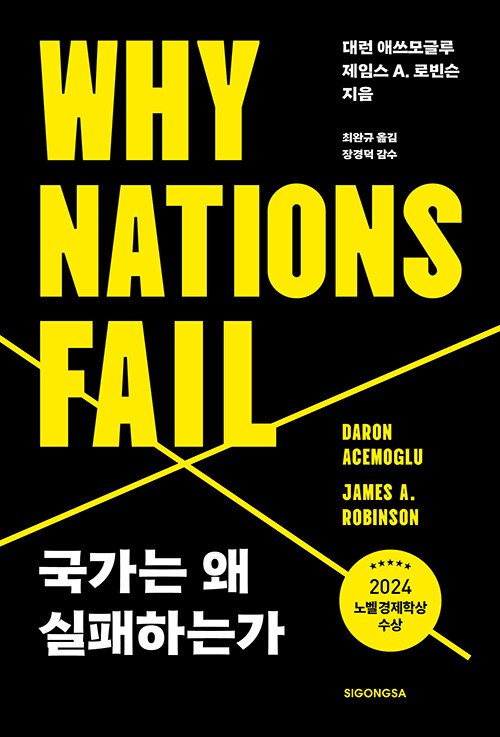 WHY
NATIONS
FAIL
대런 애쓰모글루
제임스 A. 로빈슨
지음
최완규 옮김
장경덕 감수
DARON
ACEMOGLU
JAMES A.
ROBINSON
국가는 왜
실패하는가
★★★★★
2024
노벨경제학상
수상
SIGONGSA